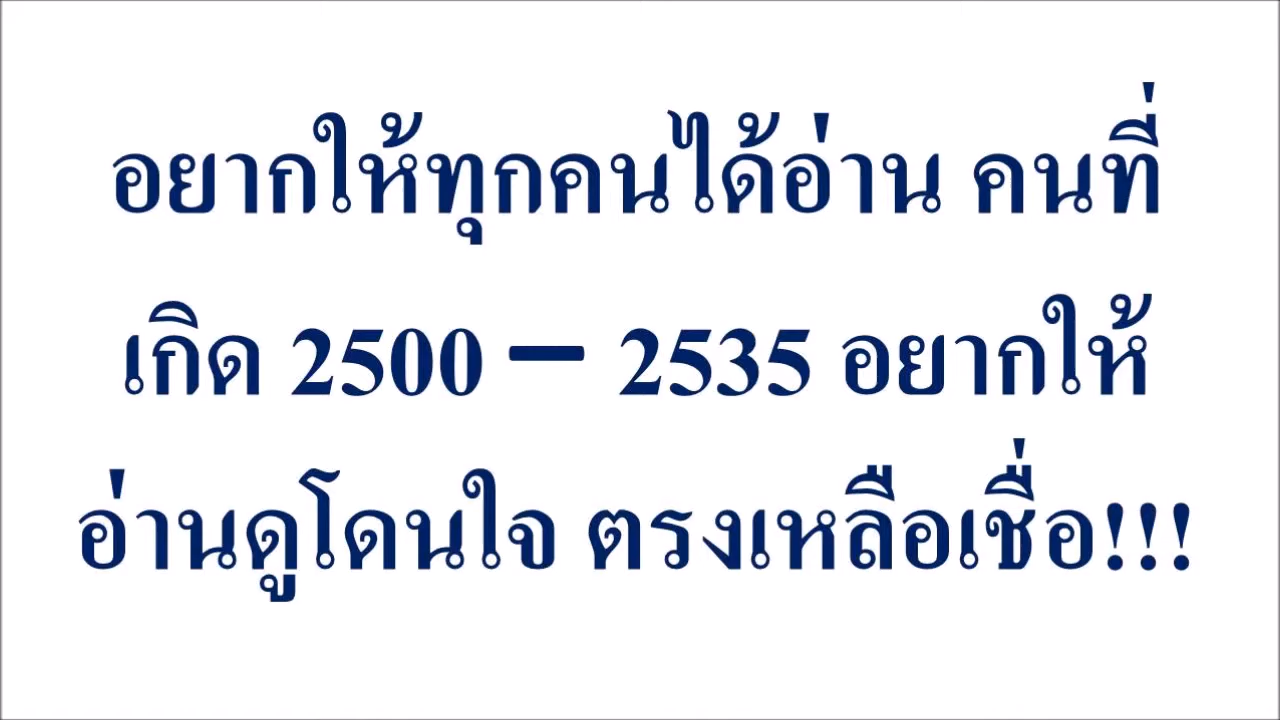 อยากให้ทุกคนได้อ่าน คนที่
เกิด 2500 – 2535 อยากให้
อ่านดูโดนใจ ตรงเหลือเชื่อ!!!